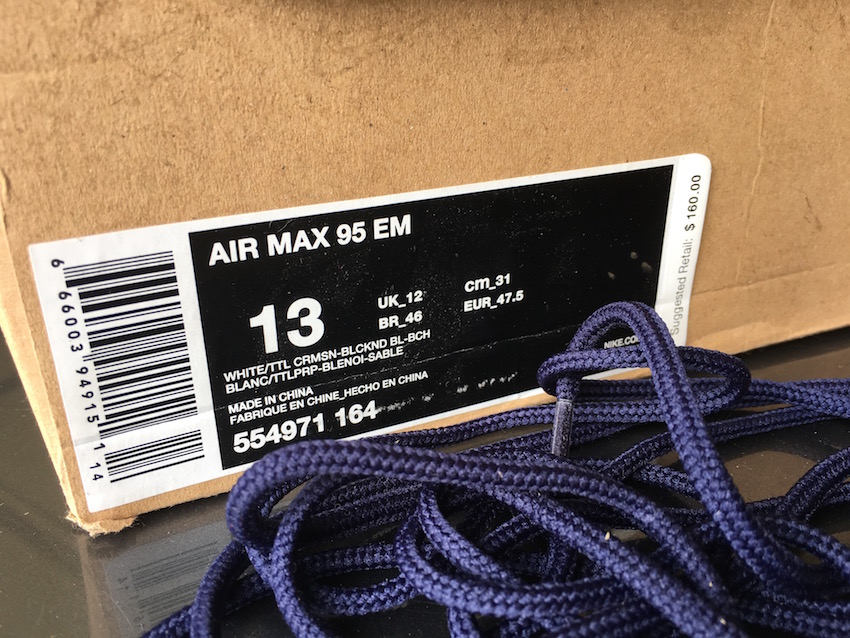 AIR MAX 95 EM
13
UK_12 cm_31
BR_46 EUR_47.5
WHITE/TTL CRMSN-BLCKND BL-BCH
BLANC/TTLPRP-BLENOI-SABLE
MADE IN CHINA
FABRIQUE EN CHINE_HECHO EN CHINA
554971 164
NIKE.CO
Suggested Retail: $ 160.00
6 66003 94915 1 14